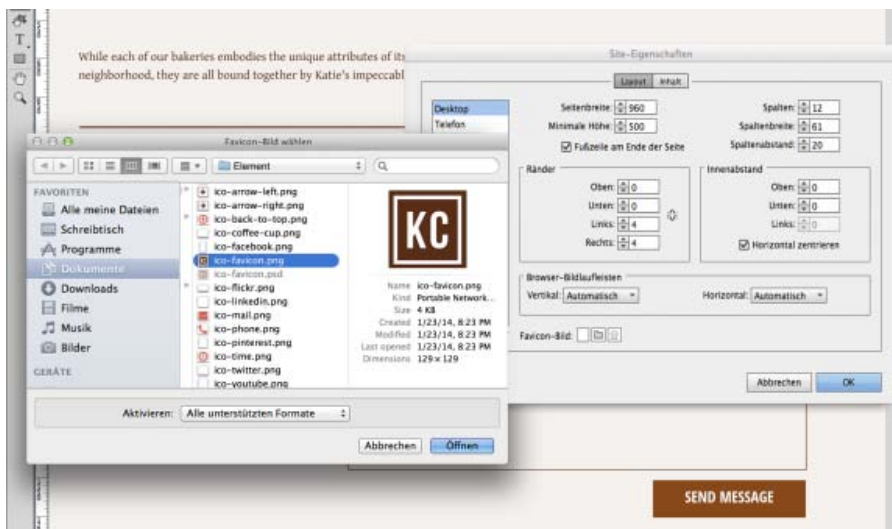 While each of our bakeries embodies the unique attributes of its
neighborhood, they are all bound together by Katie's impeccabl
Site-Eigenschaften
Layout Inhalt
Desktop
Telefon
Seitenbreite: 960
Minimale Höhe: 500
Fußzeile am Ende der Seite
Spalten: 12
Spaltenbreite: 61
Spaltenabstand: 20
Ränder
Oben: 0
Unten: 0
Links: 4
Rechts: 4
Innenabstand
Oben: 0
Unten: 0
Links: 0
Horizontal zentrieren
Browser-Bildlaufleisten
Vertikal: Automatisch
Horizontal: Automatisch
Favicon-Bild:
Abbrechen OK
Favicon-Bild wählen
Element
FAVORITEN
Alle meine Dateien
Schreibtisch
Programme
Dokumente
Downloads
Filme
Musik
Bilder
GERÄTE
ico-arrow-left.png
ico-arrow-right.png
ico-back-to-top.png
ico-coffee-cup.png
ico-facebook.png
ico-favicon.png
ico-favicon.psd
ico-flickr.png
ico-linkedin.png
ico-mail.png
ico-phone.png
ico-pinterest.png
ico-time.png
ico-twitter.png
ico-youtube.png
KC
Name ico-favicon.png
Kind Portable Network...
Size 4 KB
Created 1/23/14, 8:23 PM
Modified 1/23/14, 8:23 PM
Last opened 1/23/14, 8:23 PM
Dimensions 129 × 129
Aktivieren: Alle unterstützten Formate
Abbrechen Öffnen
SEND MESSAGE